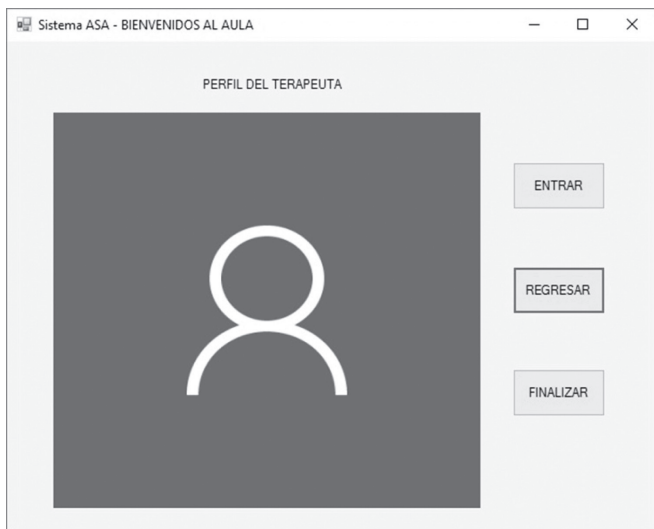 Sistema ASA - BIENVENIDOS AL AULA
PERFIL DEL TERAPEUTA
ENTRAR
REGRESAR
FINALIZAR